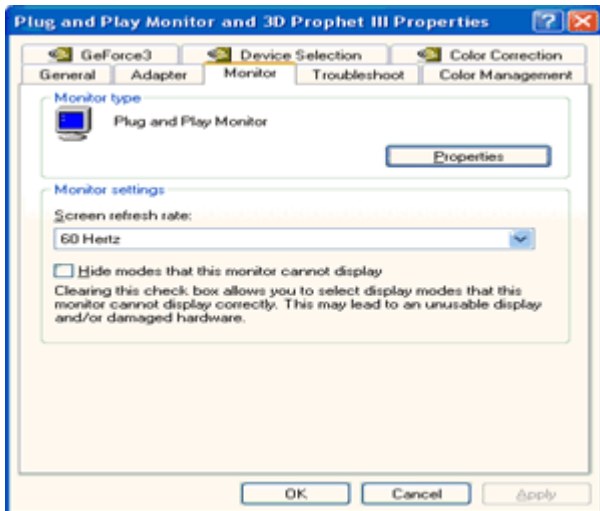 Plug and Play Monitor and 3D Prophet III Properties
GeForce3 Device Selection Color Correction
General Adapter Monitor Troubleshoot Color Management
Monitor type
Plug and Play Monitor
Properties
Monitor settings
Screen refresh rate:
60 Hertz
Hide modes that this monitor cannot display
Clearing this check box allows you to select display modes that this
monitor cannot display correctly. This may lead to an unusable display
and/or damaged hardware.
OK Cancel Apply